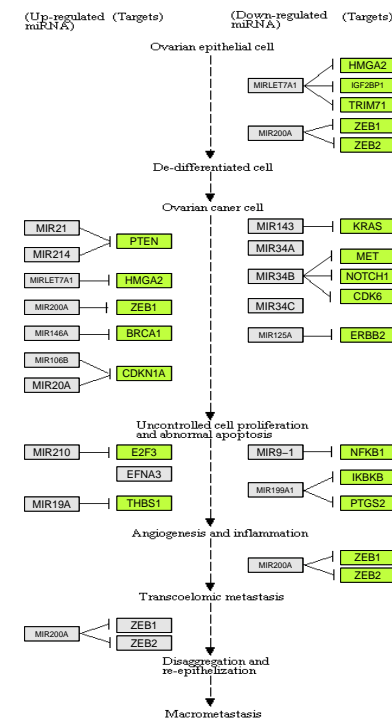 (Up-regulated (Targets) (Down-regulated (Targets)
miRNA) miRNA)
Ovarian epithelial cell
HMGA2
MIRLET7A1 IGF2BP1
TRIM71
ZEB1
MIR200A
ZEB2
De-differentiated cell
Ovarian caner cell
MIR21 MIR143 KRAS
PTEN MIR34A
MIR214 MET
MIRLET7A1 HMGA2 MIR34B NOTCH1
CDK6
MIR200A ZEB1 MIR34C
MIR146A BRCA1 MIR125A ERBB2
MIR106B
CDKN1A
MIR20A
Uncontrolled cell proliferation
and abnormal apoptosis
MIR210 E2F3 MIR9-1 NFKB1
EFNA3 IKBKB
MIR199A1
MIR19A THBS1 PTGS2
Angiogenesis and inflammation
ZEB1
MIR200A
ZEB2
Transcoelomic metastasis
ZEB1
MIR200A
ZEB2
Disaggregation and
re-epithelization
Macrometastasis